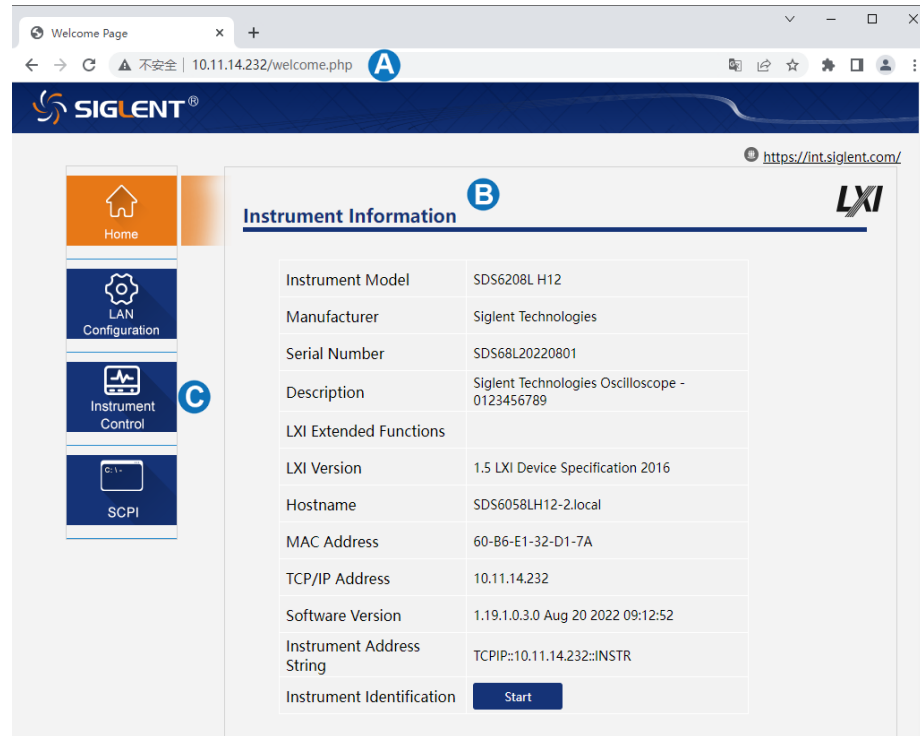 Welcome Page
不安全 10.11.14.232/welcome.php A
SIGLENT®
https://int.siglent.com/
Home
Instrument Information B
LXI
LAN
Configuration
Instrument
Control
C
C:\-
SCPI
Instrument Model SDS6208L H12
Manufacturer Siglent Technologies
Serial Number SDS68L20220801
Description Siglent Technologies Oscilloscope -
0123456789
LXI Extended Functions
LXI Version 1.5 LXI Device Specification 2016
Hostname SDS6058LH12-2.local
MAC Address 60-B6-E1-32-D1-7A
TCP/IP Address 10.11.14.232
Software Version 1.19.1.0.3.0 Aug 20 2022 09:12:52
Instrument Address
String TCPIP::10.11.14.232::INSTR
Instrument Identification Start